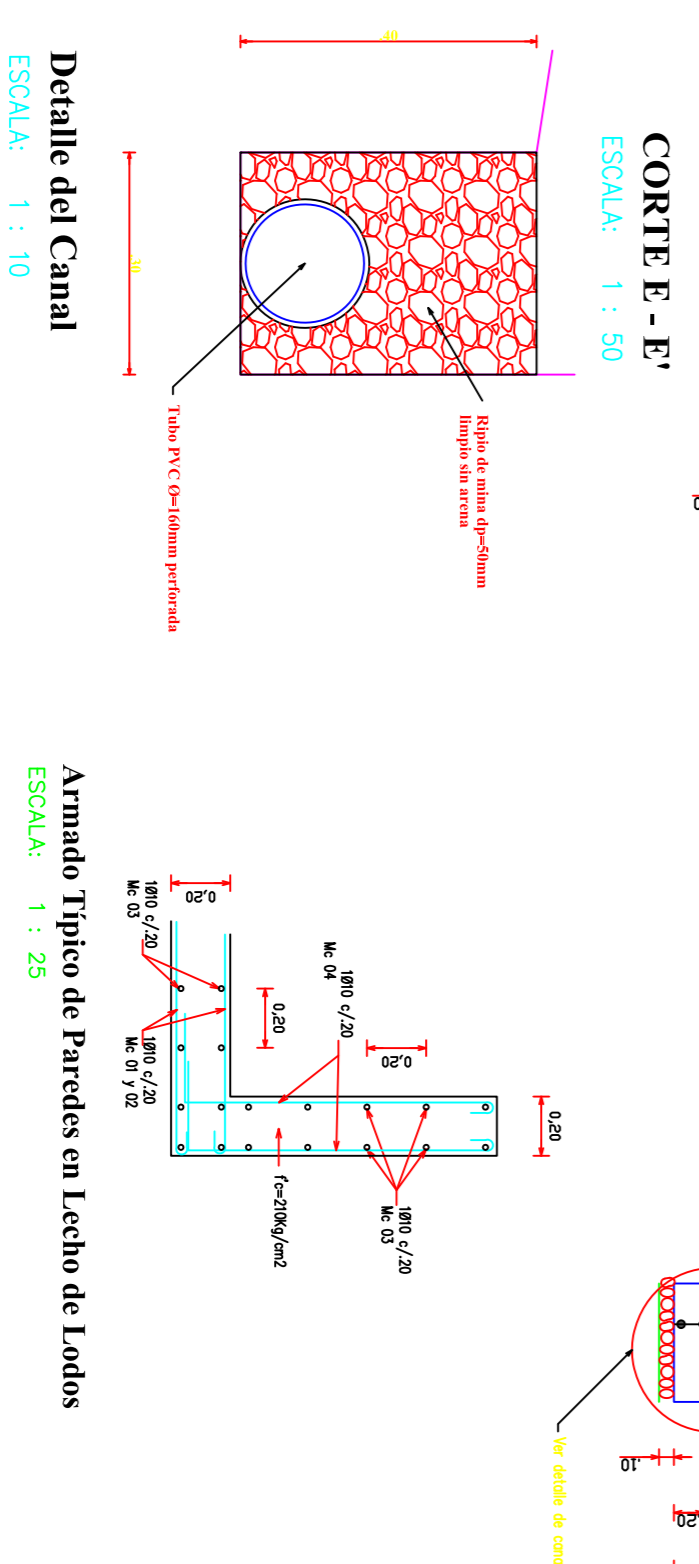 CORTE E - E'
ESCALA: 1 : 50
.40
.30
Ripio de mina dp=50mm
limpio sin arena
Tubo PVC Ø=160mm perforada
Detalle del Canal
ESCALA: 1 : 10
0,20
1Ø10 c/.20
Mc 03
0,20
1Ø10 c/.20
Mc 04
0,20
f'c=210Kg/cm2
0,20
1Ø10 c/.20
Mc 03
1Ø10 c/.20
Mc 01 y 02
Armado Típico de Paredes en Lecho de Lodos
ESCALA: 1 : 25
Ver detalle de
.10